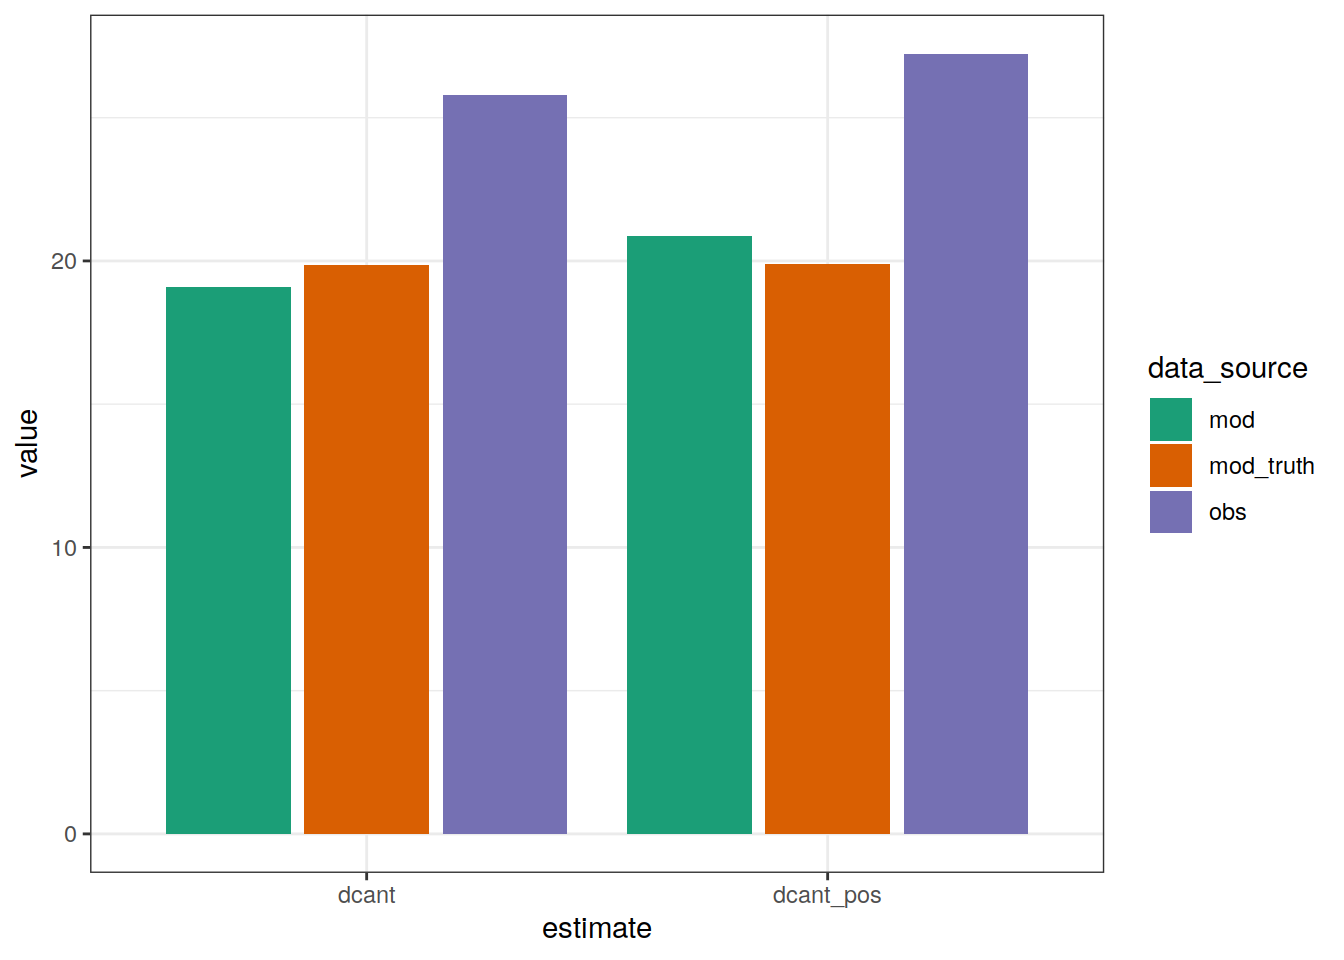 value
20
10
0
dcant
dcant_pos
estimate
data_source
mod
mod_truth
obs